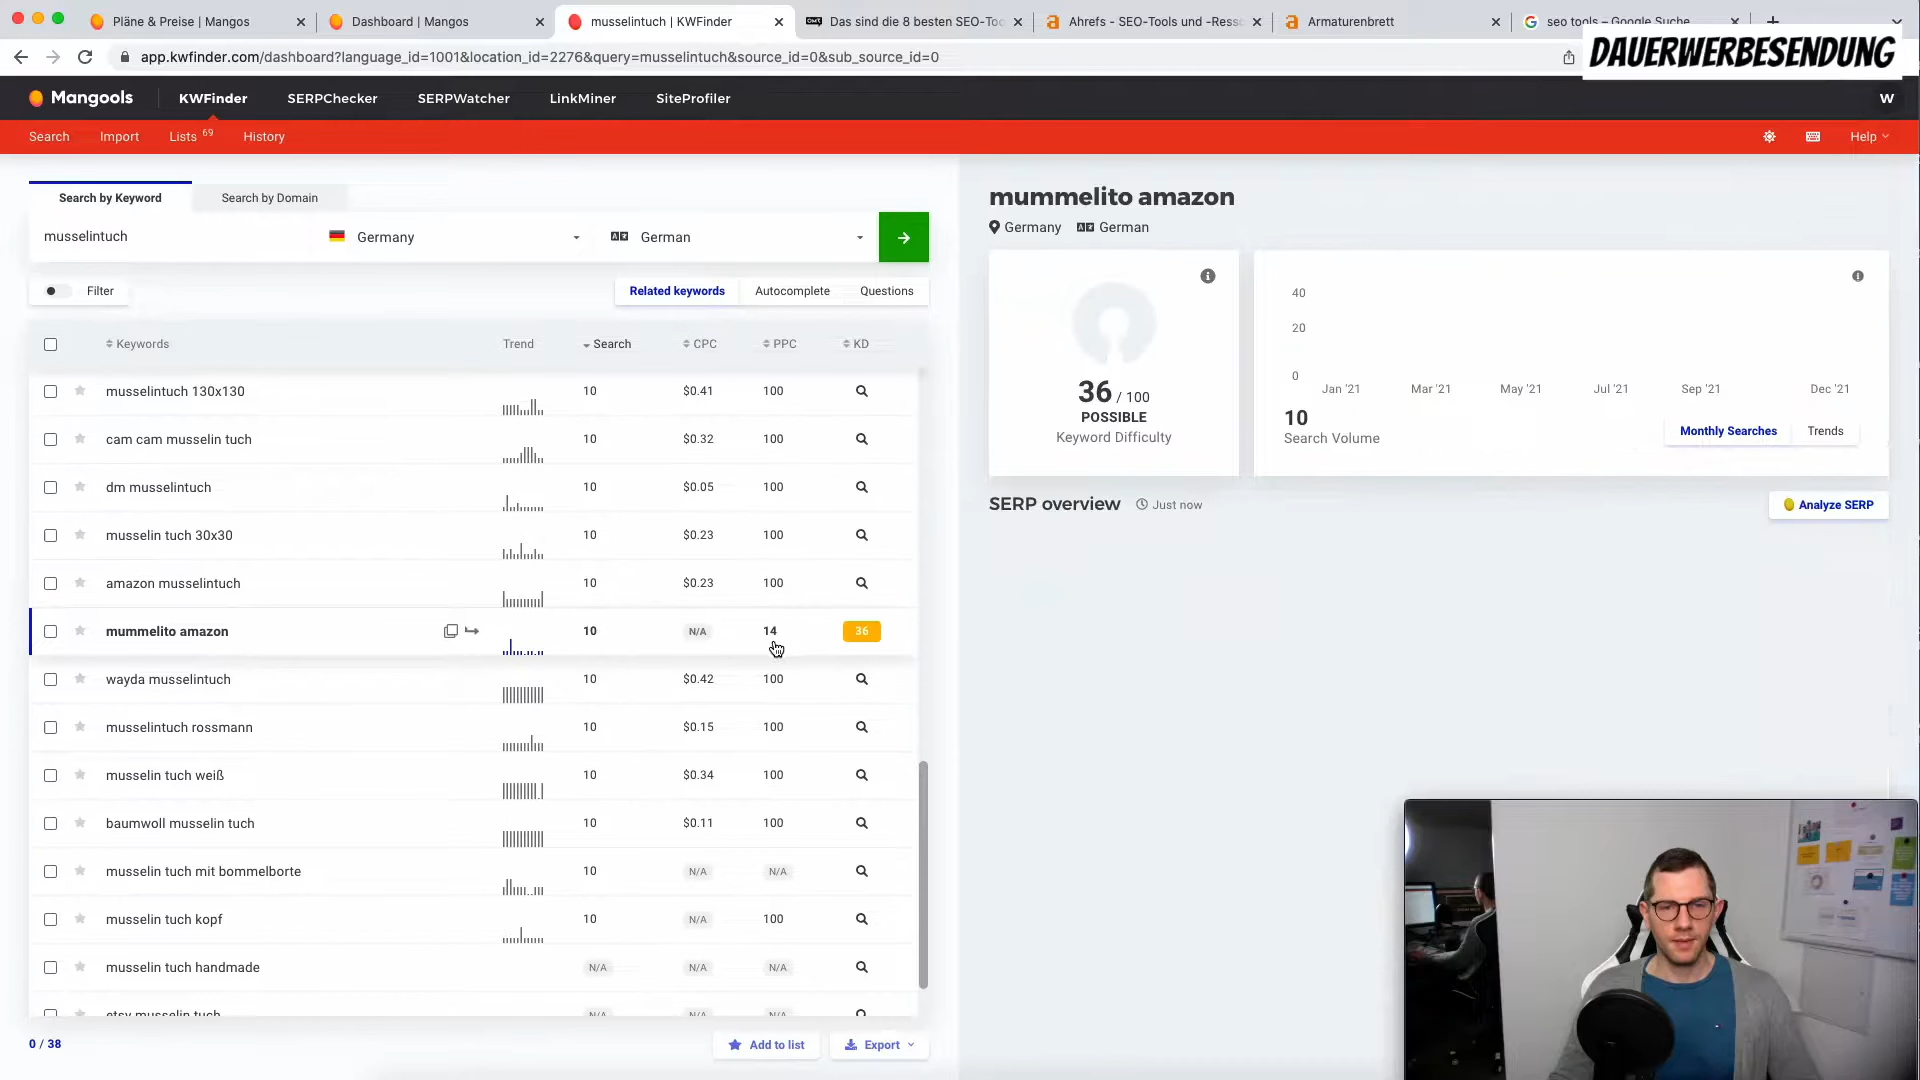 Pläne & Preise | Mangos
Dashboard | Mangools
musselintuch | KWFinder
Das sind die 8 besten SEO-Too
Ahrefs - SEO-Tools und -Resso
Armaturenbrett
seo tools – Google Suche
app.kwfinder.com/dashboard?language_id=1001&location_id=2276&query=musselintuch&source_id=0&sub_source_id=0
DAUERWERBESENDUNG
Mangools
KWFinder
SERPChecker
SERPWatcher
LinkMiner
SiteProfiler
W
Search
Import
Lists 69
History
Help
Search by Keyword
Search by Domain
musselintuch
Germany
German
Filter
Related keywords
Autocomplete
Questions
Keywords Trend Search CPC PPC KD
musselintuch 130x130 10 $0.41 100
cam cam musselin tuch 10 $0.32 100
dm musselintuch 10 $0.05 100
musselin tuch 30x30 10 $0.23 100
amazon musselintuch 10 $0.23 100
mummelito amazon 10 N/A 14 36
wayda musselintuch 10 $0.42 100
musselintuch rossmann 10 $0.15 100
musselin tuch weiß 10 $0.34 100
baumwoll musselin tuch 10 $0.11 100
musselin tuch mit bommelborte 10 N/A N/A
musselin tuch kopf 10 N/A 100
musselin tuch handmade N/A N/A N/A
etsy musselin tuch N/A N/A N/A
0 / 38
Add to list
Export
mummelito amazon
Germany
German
36 / 100
POSSIBLE
Keyword Difficulty
40
20
0
Jan '21 Mar '21 May '21 Jul '21 Sep '21 Dec '21
10
Search Volume
Monthly Searches
Trends
SERP overview
Just now
Analyze SERP